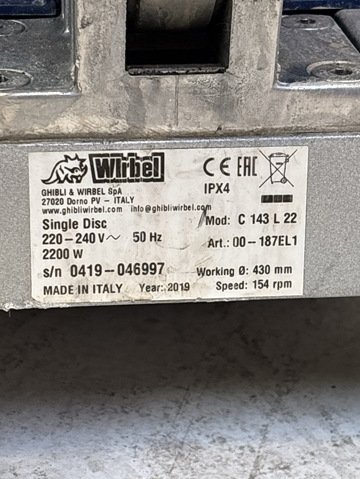 Wirbel
CE EAC
GHIBLI & WIRBEL SpA
27020 Dorno PV - ITALY
www.ghibliwirbel.com info@ghibliwirbel.com
IPX4
Single Disc
Mod: C 143 L 22
220-240 V~ 50 Hz
Art.: 00-187EL1
2200 W
s/n 0419-046997
Working Ø: 430 mm
MADE IN ITALY Year: 2019
Speed: 154 rpm